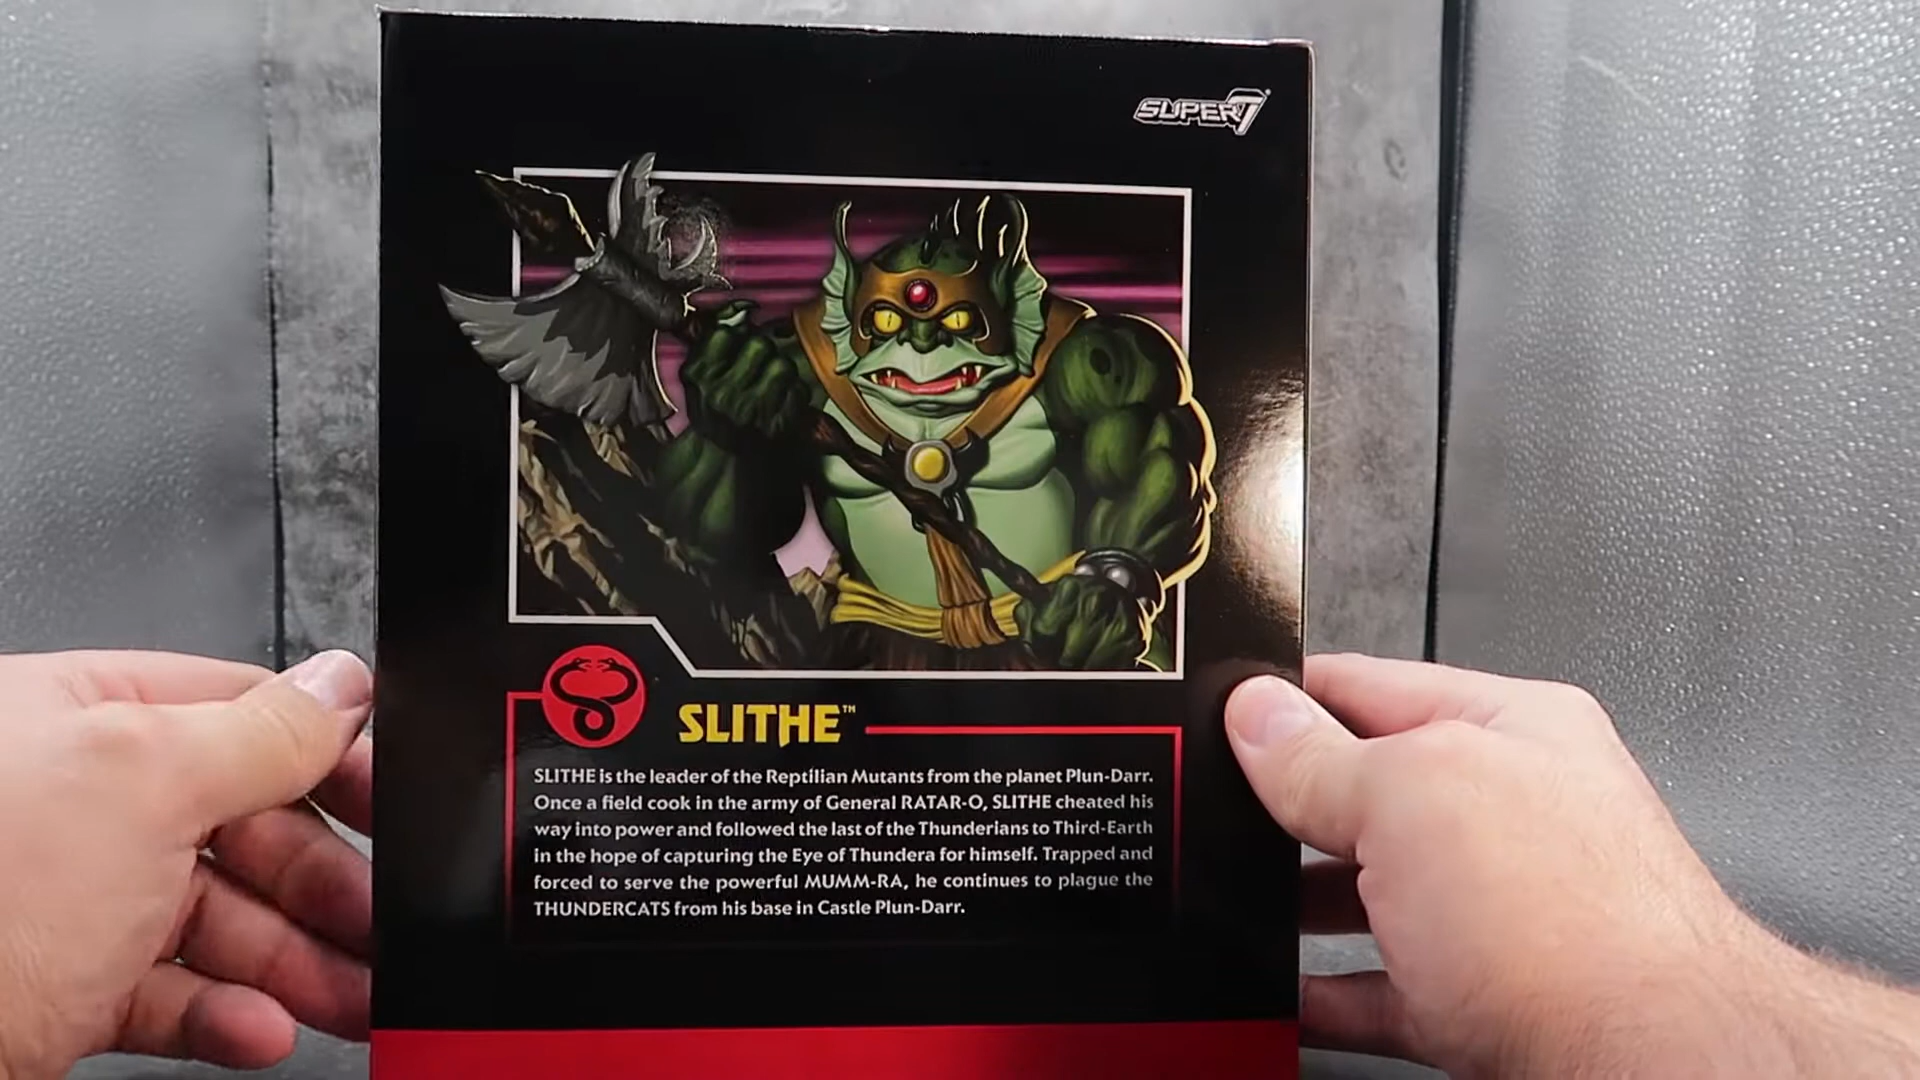 SUPER7
SLITHE™
SLITHE is the leader of the Reptilian Mutants from the planet Plun-Darr.
Once a field cook in the army of General RATAR-O, SLITHE cheated his
way into power and followed the last of the Thunderians to Third-Earth
in the hope of capturing the Eye of Thundera for himself. Trapped and
forced to serve the powerful MUMM-RA, he continues to plague the
THUNDERCATS from his base in Castle Plun-Darr.